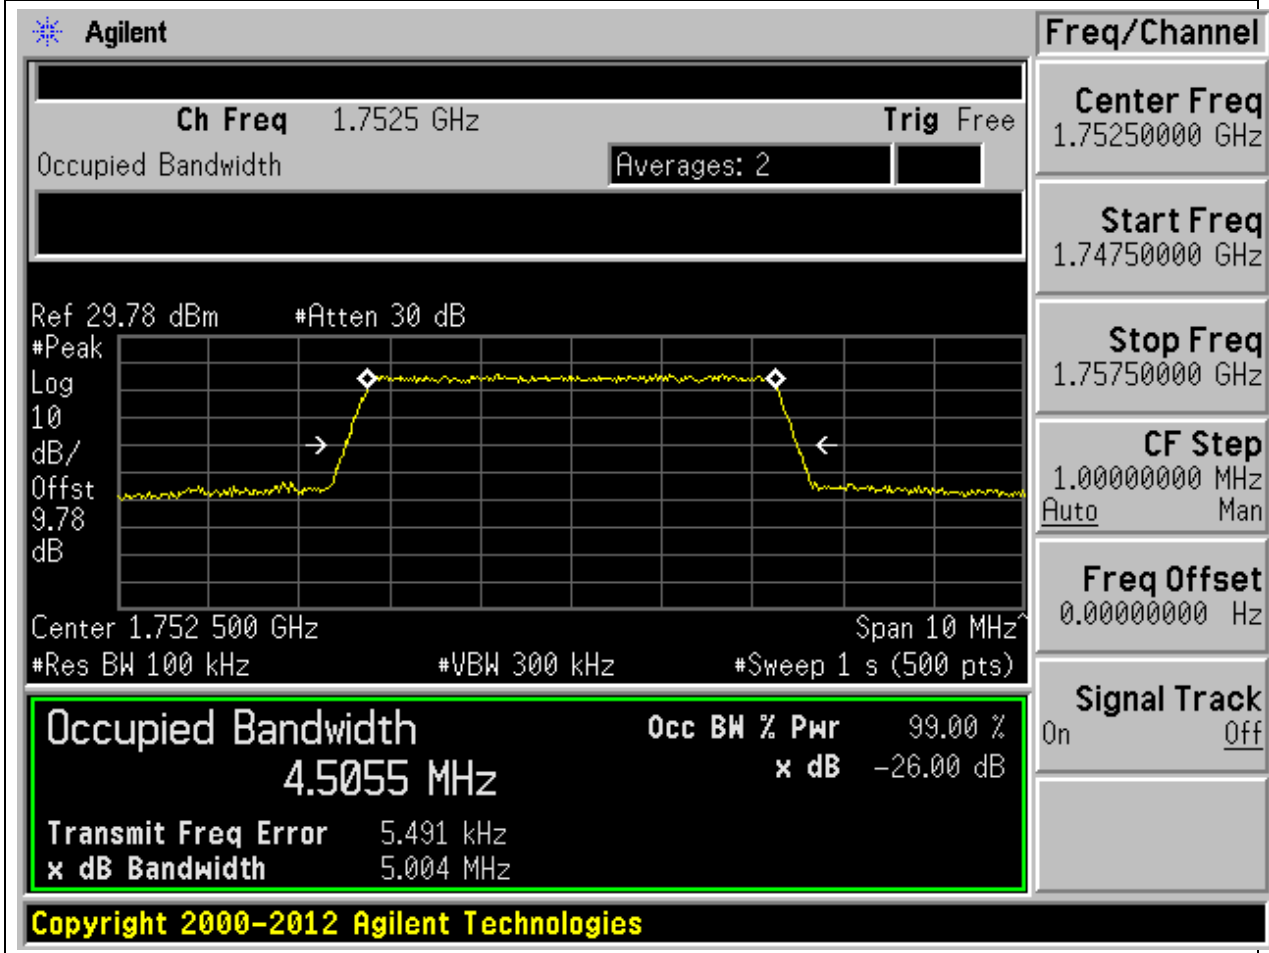 Agilent
Freq/Channel
Ch Freq 1.7525 GHz Trig Free
Occupied Bandwidth Averages: 2
Center Freq
1.75250000 GHz
Start Freq
1.74750000 GHz
Stop Freq
1.75750000 GHz
CF Step
1.00000000 MHz
Auto Man
Freq Offset
0.00000000 Hz
Signal Track
On Off
Ref 29.78 dBm #Atten 30 dB
#Peak
Log
10
dB/
Offst
9.78
dB
Center 1.752 500 GHz Span 10 MHz^
#Res BW 100 kHz #VBW 300 kHz #Sweep 1 s (500 pts)
Occupied Bandwidth Occ BW % Pwr 99.00 %
4.5055 MHz x dB -26.00 dB
Transmit Freq Error 5.491 kHz
x dB Bandwidth 5.004 MHz
Copyright 2000-2012 Agilent Technologies